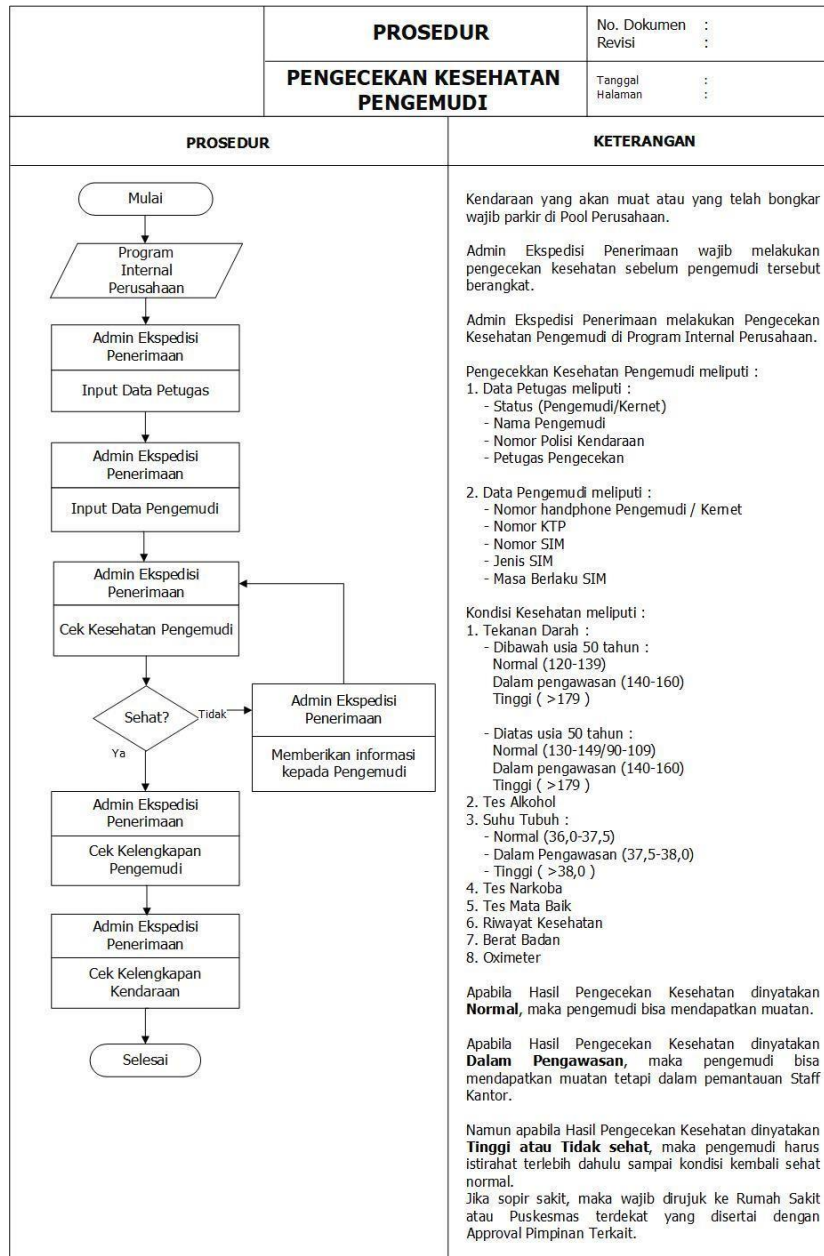 PROSEDUR
No. Dokumen :
Revisi :
PENGECEKAN KESEHATAN
PENGEMUDI
Tanggal :
Halaman :
PROSEDUR
Mulai
Program
Internal
Perusahaan
Admin Ekspedisi
Penerimaan
Input Data Petugas
Admin Ekspedisi
Penerimaan
Input Data Pengemudi
Admin Ekspedisi
Penerimaan
Cek Kesehatan Pengemudi
Sehat?
Tidak
Admin Ekspedisi
Penerimaan
Memberikan informasi
kepada Pengemudi
Ya
Admin Ekspedisi
Penerimaan
Cek Kelengkapan
Pengemudi
Admin Ekspedisi
Penerimaan
Cek Kelengkapan
Kendaraan
Selesai
KETERANGAN
Kendaraan yang akan muat atau yang telah bongkar
wajib parkir di Pool Perusahaan.
Admin Ekspedisi Penerimaan wajib melakukan
pengecekan kesehatan sebelum pengemudi tersebut
berangkat.
Admin Ekspedisi Penerimaan melakukan Pengecekan
Kesehatan Pengemudi di Program Internal Perusahaan.
Pengecekkan Kesehatan Pengemudi meliputi :
1. Data Petugas meliputi :
- Status (Pengemudi/Kernet)
- Nama Pengemudi
- Nomor Polisi Kendaraan
- Petugas Pengecekan
2. Data Pengemudi meliputi :
- Nomor handphone Pengemudi / Kernet
- Nomor KTP
- Nomor SIM
- Jenis SIM
- Masa Berlaku SIM
Kondisi Kesehatan meliputi :
1. Tekanan Darah :
- Dibawah usia 50 tahun :
Normal (120-139)
Dalam pengawasan (140-160)
Tinggi ( >179 )
- Diatas usia 50 tahun :
Normal (130-149/90-109)
Dalam pengawasan (140-160)
Tinggi ( >179 )
2. Tes Alkohol
3. Suhu Tubuh :
- Normal (36,0-37,5)
- Dalam Pengawasan (37,5-38,0)
- Tinggi ( >38,0 )
4. Tes Narkoba
5. Tes Mata Baik
6. Riwayat Kesehatan
7. Berat Badan
8. Oximeter
Apabila Hasil Pengecekan Kesehatan dinyatakan
Normal, maka pengemudi bisa mendapatkan muatan.
Apabila Hasil Pengecekan Kesehatan dinyatakan
Dalam Pengawasan, maka pengemudi bisa
mendapatkan muatan tetapi dalam pemantauan Staff
Kantor.
Namun apabila Hasil Pengecekan Kesehatan dinyatakan
Tinggi atau Tidak sehat, maka pengemudi harus
istirahat terlebih dahulu sampai kondisi kembali sehat
normal.
Jika sopir sakit, maka wajib dirujuk ke Rumah Sakit
atau Puskesmas terdekat yang disertai dengan
Approval Pimpinan Terkait.